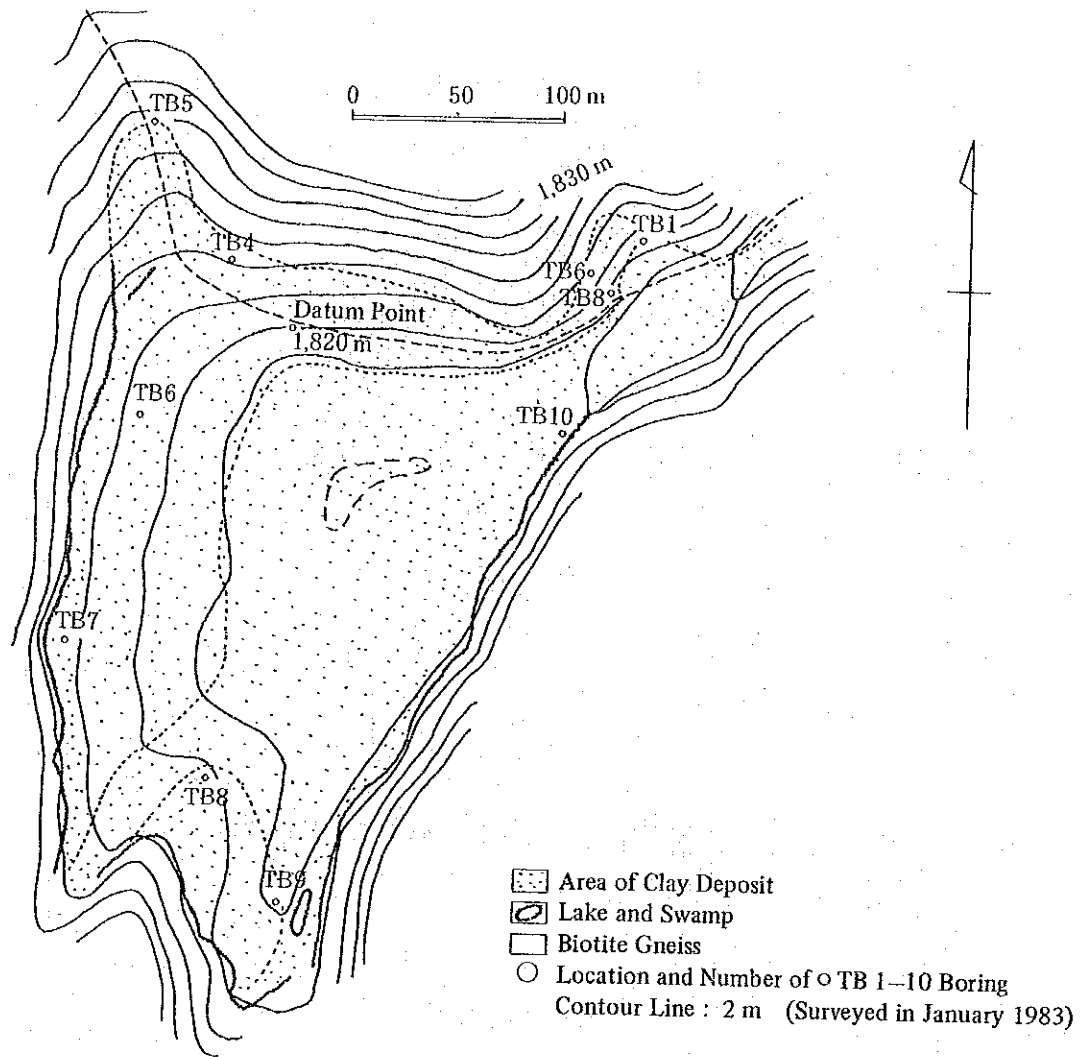 TB5
0 50 100 m
1,830 m
TB1
TB4
TB6
TB8
Datum Point
1,820 m
TB6
TB10
TB7
TB8
TB9
Area of Clay Deposit
Lake and Swamp
Biotite Gneiss
Location and Number of o TB 1–10 Boring
Contour Line : 2 m (Surveyed in January 1983)